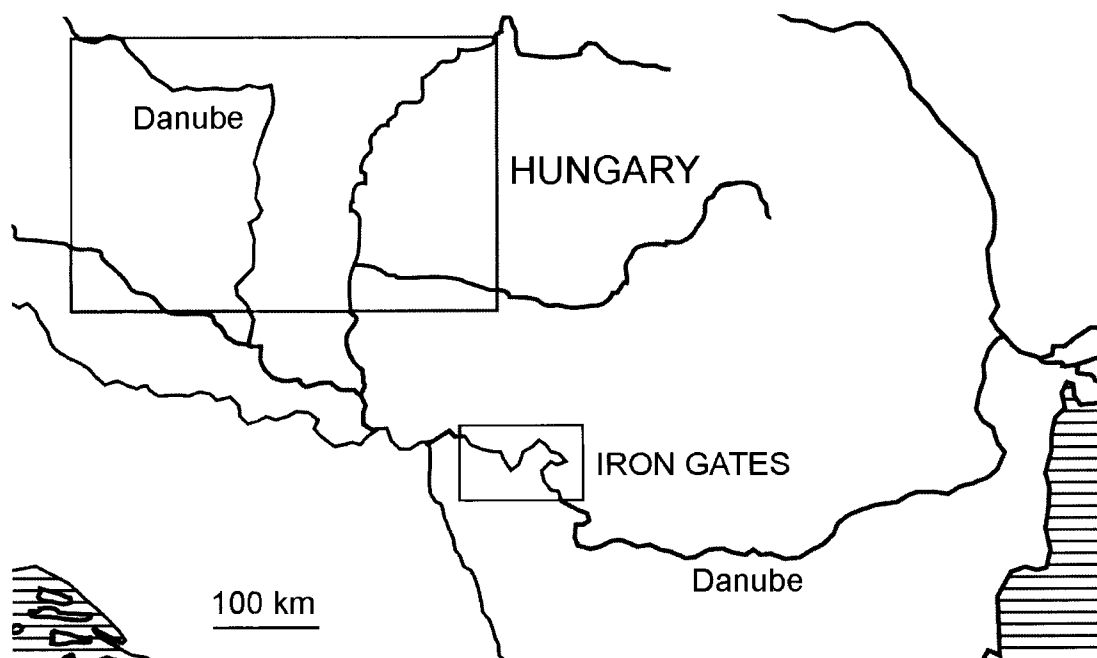 Danube
HUNGARY
IRON GATES
Danube
100 km